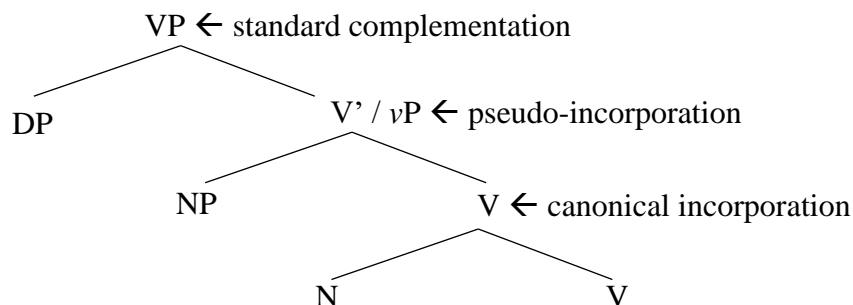 VP ← standard complementation
DP
V’ / vP ← pseudo-incorporation
NP
V ← canonical incorporation
N
V